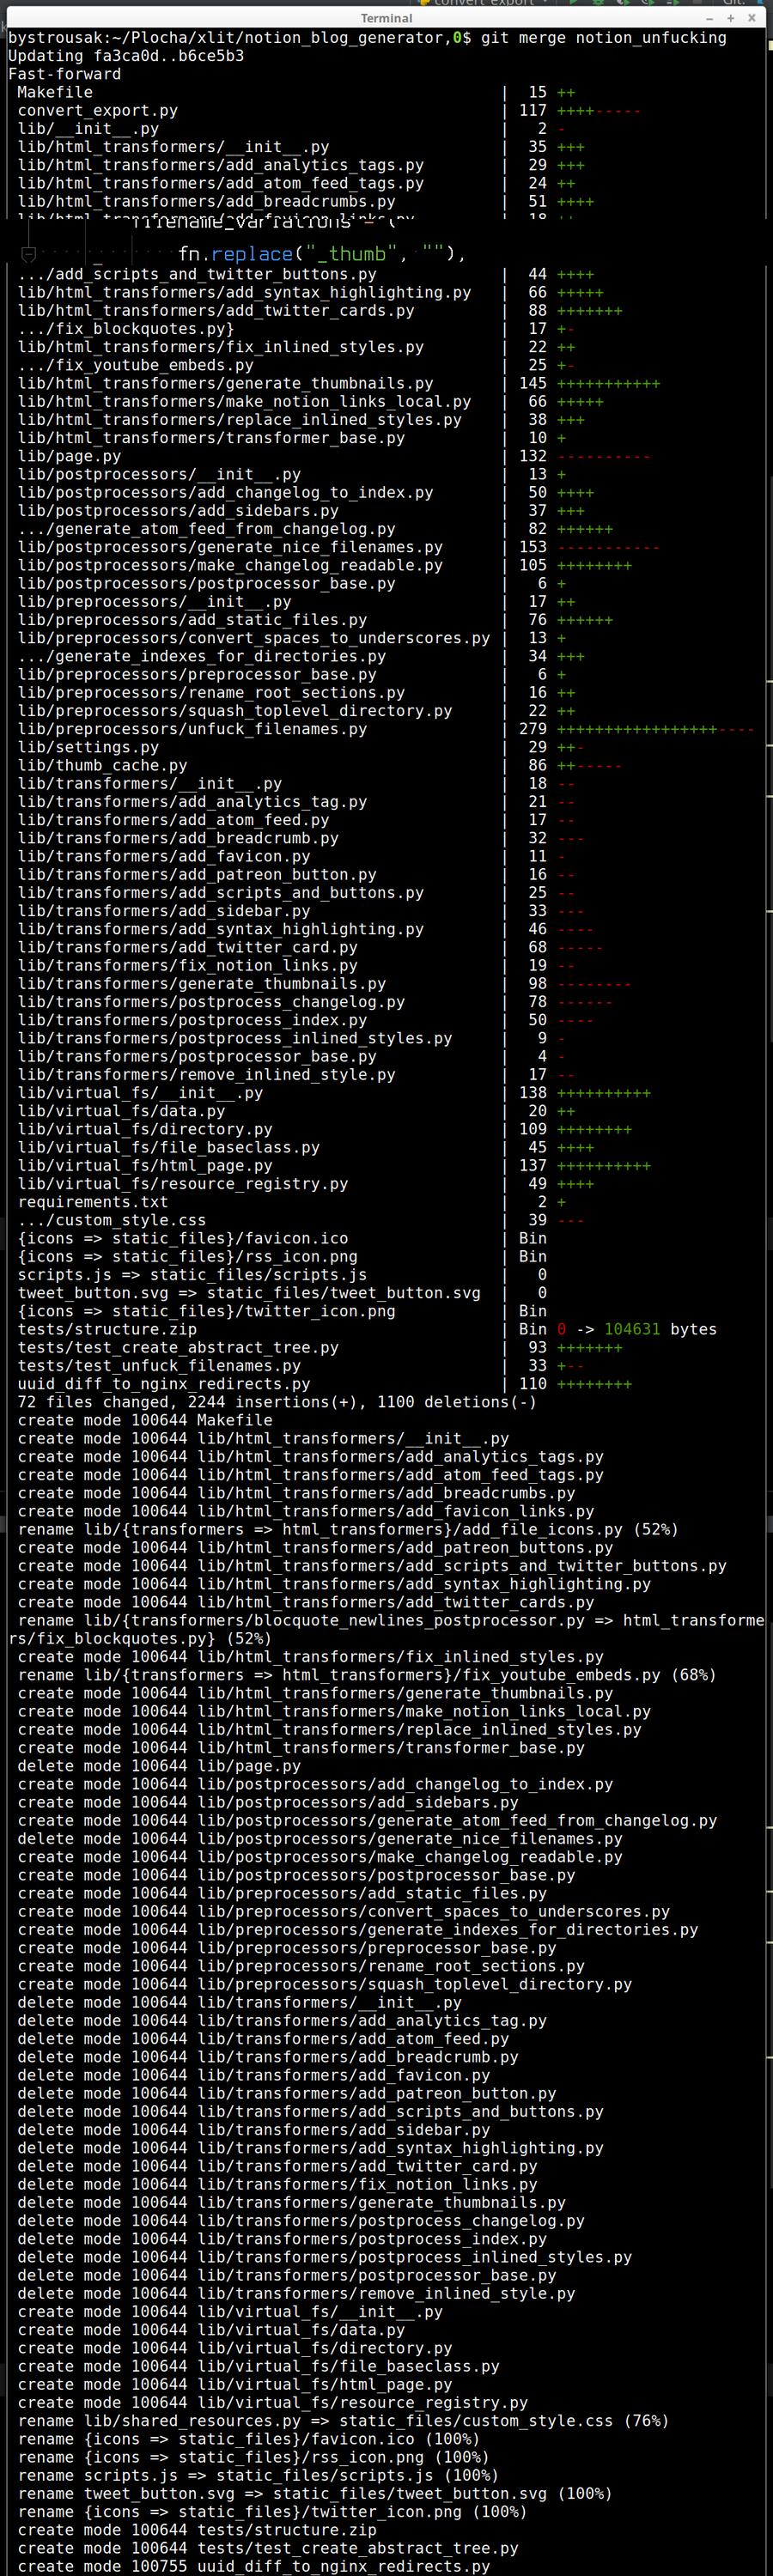 Terminal
bystrousak:~/Plocha/xlit/notion_blog_generator,0$ git merge notion_unfucking
Updating fa3ca0d..b6ce5b3
Fast-forward
Makefile | 15 ++
convert_export.py | 117 ++++-----
lib/__init__.py | 2 -
lib/html_transformers/__init__.py | 35 +++
lib/html_transformers/add_analytics_tags.py | 29 +++
lib/html_transformers/add_atom_feed_tags.py | 24 ++
lib/html_transformers/add_breadcrumbs.py | 51 ++++
lib/html_transformers/add_favicon_links.py | 18 ++
filename_variations = (
fn.replace("_thumb", ""),
.../add_scripts_and_twitter_buttons.py | 44 ++++
lib/html_transformers/add_syntax_highlighting.py | 66 +++++
lib/html_transformers/add_twitter_cards.py | 88 +++++++
.../fix_blockquotes.py} | 17 +-
lib/html_transformers/fix_inlined_styles.py | 22 ++
.../fix_youtube_embeds.py | 25 +-
lib/html_transformers/generate_thumbnails.py | 145 +++++++++++
lib/html_transformers/make_notion_links_local.py | 66 +++++
lib/html_transformers/replace_inlined_styles.py | 38 +++
lib/html_transformers/transformer_base.py | 10 +
lib/page.py | 132 ----------
lib/postprocessors/__init__.py | 13 +
lib/postprocessors/add_changelog_to_index.py | 50 ++++
lib/postprocessors/add_sidebars.py | 37 +++
.../generate_atom_feed_from_changelog.py | 82 ++++++
lib/postprocessors/generate_nice_filenames.py | 153 -----------
lib/postprocessors/make_changelog_readable.py | 105 ++++++++
lib/postprocessors/postprocessor_base.py | 6 +
lib/preprocessors/__init__.py | 17 ++
lib/preprocessors/add_static_files.py | 76 ++++++
lib/preprocessors/convert_spaces_to_underscores.py | 13 +
.../generate_indexes_for_directories.py | 34 +++
lib/preprocessors/preprocessor_base.py | 6 +
lib/preprocessors/rename_root_sections.py | 16 ++
lib/preprocessors/squash_toplevel_directory.py | 22 ++
lib/preprocessors/unfuck_filenames.py | 279 +++++++++++++++++----
lib/settings.py | 29 ++-
lib/thumb_cache.py | 86 ++-----
lib/transformers/__init__.py | 18 --
lib/transformers/add_analytics_tag.py | 21 --
lib/transformers/add_atom_feed.py | 17 --
lib/transformers/add_breadcrumb.py | 32 ---
lib/transformers/add_favicon.py | 11 -
lib/transformers/add_patreon_button.py | 16 --
lib/transformers/add_scripts_and_buttons.py | 25 --
lib/transformers/add_sidebar.py | 33 ---
lib/transformers/add_syntax_highlighting.py | 46 ----
lib/transformers/add_twitter_card.py | 68 -----
lib/transformers/fix_notion_links.py | 19 --
lib/transformers/generate_thumbnails.py | 98 --------
lib/transformers/postprocess_changelog.py | 78 ------
lib/transformers/postprocess_index.py | 50 ----
lib/transformers/postprocess_inlined_styles.py | 9 -
lib/transformers/postprocessor_base.py | 4 -
lib/transformers/remove_inlined_style.py | 17 --
lib/virtual_fs/__init__.py | 138 ++++++++++
lib/virtual_fs/data.py | 20 ++
lib/virtual_fs/directory.py | 109 ++++++++
lib/virtual_fs/file_baseclass.py | 45 ++++
lib/virtual_fs/html_page.py | 137 ++++++++++
lib/virtual_fs/resource_registry.py | 49 ++++
requirements.txt | 2 +
.../custom_style.css | 39 ---
{icons => static_files}/favicon.ico | Bin
{icons => static_files}/rss_icon.png | Bin
scripts.js => static_files/scripts.js | 0
tweet_button.svg => static_files/tweet_button.svg | 0
{icons => static_files}/twitter_icon.png | Bin
tests/structure.zip | Bin 0 -> 104631 bytes
tests/test_create_abstract_tree.py | 93 +++++++
tests/test_unfuck_filenames.py | 33 +--
uuid_diff_to_nginx_redirects.py | 110 ++++++++
72 files changed, 2244 insertions(+), 1100 deletions(-)
create mode 100644 Makefile
create mode 100644 lib/html_transformers/__init__.py
create mode 100644 lib/html_transformers/add_analytics_tags.py
create mode 100644 lib/html_transformers/add_atom_feed_tags.py
create mode 100644 lib/html_transformers/add_breadcrumbs.py
create mode 100644 lib/html_transformers/add_favicon_links.py
rename lib/{transformers => html_transformers}/add_file_icons.py (52%)
create mode 100644 lib/html_transformers/add_patreon_buttons.py
create mode 100644 lib/html_transformers/add_scripts_and_twitter_buttons.py
create mode 100644 lib/html_transformers/add_syntax_highlighting.py
create mode 100644 lib/html_transformers/add_twitter_cards.py
rename lib/{transformers/blocquote_newlines_postprocessor.py => html_transforme
rs/fix_blockquotes.py} (52%)
create mode 100644 lib/html_transformers/fix_inlined_styles.py
rename lib/{transformers => html_transformers}/fix_youtube_embeds.py (68%)
create mode 100644 lib/html_transformers/generate_thumbnails.py
create mode 100644 lib/html_transformers/make_notion_links_local.py
create mode 100644 lib/html_transformers/replace_inlined_styles.py
create mode 100644 lib/html_transformers/transformer_base.py
delete mode 100644 lib/page.py
create mode 100644 lib/postprocessors/add_changelog_to_index.py
create mode 100644 lib/postprocessors/add_sidebars.py
create mode 100644 lib/postprocessors/generate_atom_feed_from_changelog.py
delete mode 100644 lib/postprocessors/generate_nice_filenames.py
create mode 100644 lib/postprocessors/make_changelog_readable.py
create mode 100644 lib/postprocessors/postprocessor_base.py
create mode 100644 lib/preprocessors/add_static_files.py
create mode 100644 lib/preprocessors/convert_spaces_to_underscores.py
create mode 100644 lib/preprocessors/generate_indexes_for_directories.py
create mode 100644 lib/preprocessors/preprocessor_base.py
create mode 100644 lib/preprocessors/rename_root_sections.py
create mode 100644 lib/preprocessors/squash_toplevel_directory.py
delete mode 100644 lib/transformers/__init__.py
delete mode 100644 lib/transformers/add_analytics_tag.py
delete mode 100644 lib/transformers/add_atom_feed.py
delete mode 100644 lib/transformers/add_breadcrumb.py
delete mode 100644 lib/transformers/add_favicon.py
delete mode 100644 lib/transformers/add_patreon_button.py
delete mode 100644 lib/transformers/add_scripts_and_buttons.py
delete mode 100644 lib/transformers/add_sidebar.py
delete mode 100644 lib/transformers/add_syntax_highlighting.py
delete mode 100644 lib/transformers/add_twitter_card.py
delete mode 100644 lib/transformers/fix_notion_links.py
delete mode 100644 lib/transformers/generate_thumbnails.py
delete mode 100644 lib/transformers/postprocess_changelog.py
delete mode 100644 lib/transformers/postprocess_index.py
delete mode 100644 lib/transformers/postprocess_inlined_styles.py
delete mode 100644 lib/transformers/postprocessor_base.py
delete mode 100644 lib/transformers/remove_inlined_style.py
create mode 100644 lib/virtual_fs/__init__.py
create mode 100644 lib/virtual_fs/data.py
create mode 100644 lib/virtual_fs/directory.py
create mode 100644 lib/virtual_fs/file_baseclass.py
create mode 100644 lib/virtual_fs/html_page.py
create mode 100644 lib/virtual_fs/resource_registry.py
rename lib/shared_resources.py => static_files/custom_style.css (76%)
rename {icons => static_files}/favicon.ico (100%)
rename {icons => static_files}/rss_icon.png (100%)
rename scripts.js => static_files/scripts.js (100%)
rename tweet_button.svg => static_files/tweet_button.svg (100%)
rename {icons => static_files}/twitter_icon.png (100%)
create mode 100644 tests/structure.zip
create mode 100644 tests/test_create_abstract_tree.py
create mode 100755 uuid_diff_to_nginx_redirects.py